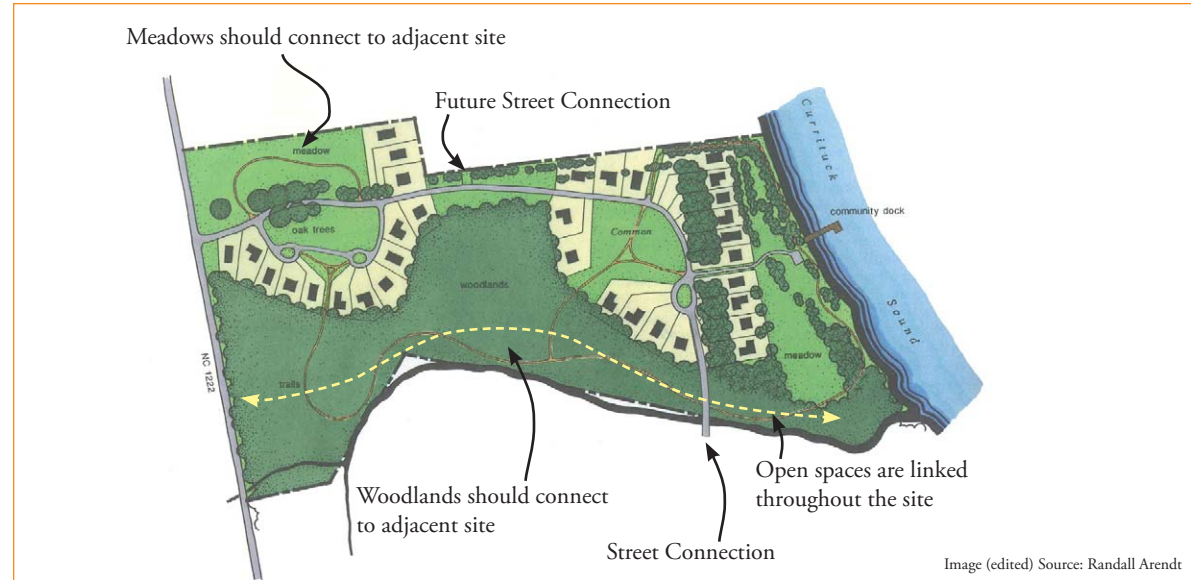 Meadows should connect to adjacent site
Future Street Connection
meadow
oak trees
Currituck
Sound
community dock
Common
woodlands
meadow
NC 1222
trails
Woodlands should connect
to adjacent site
Street Connection
Open spaces are linked
throughout the site
Image (edited) Source: Randall Arendt